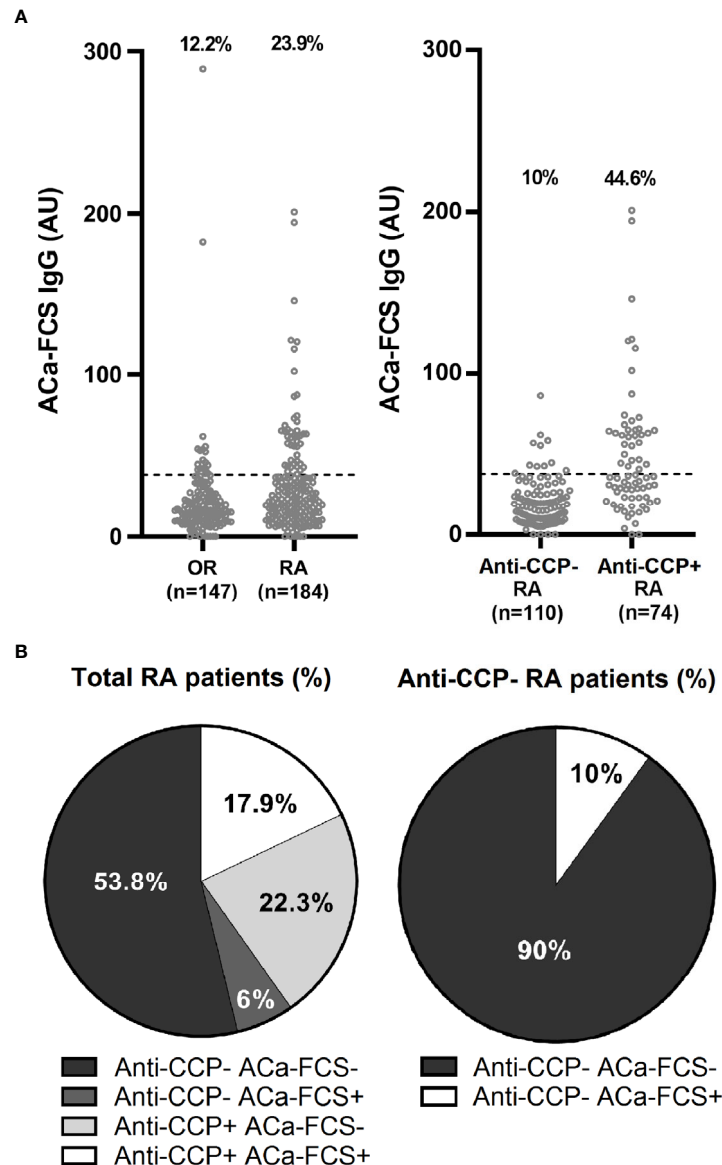 A
300
12.2%
23.9%
200
100
0
ACa-FCS IgG (AU)
OR
(n=147)
RA
(n=184)
300
10%
44.6%
200
100
0
ACa-FCS IgG (AU)
Anti-CCP-
RA
(n=110)
Anti-CCP+
RA
(n=74)
B
Total RA patients (%)
17.9%
53.8%
22.3%
6%
Anti-CCP- ACa-FCS-
Anti-CCP- ACa-FCS+
Anti-CCP+ ACa-FCS-
Anti-CCP+ ACa-FCS+
Anti-CCP- RA patients (%)
10%
90%
Anti-CCP- ACa-FCS-
Anti-CCP- ACa-FCS+